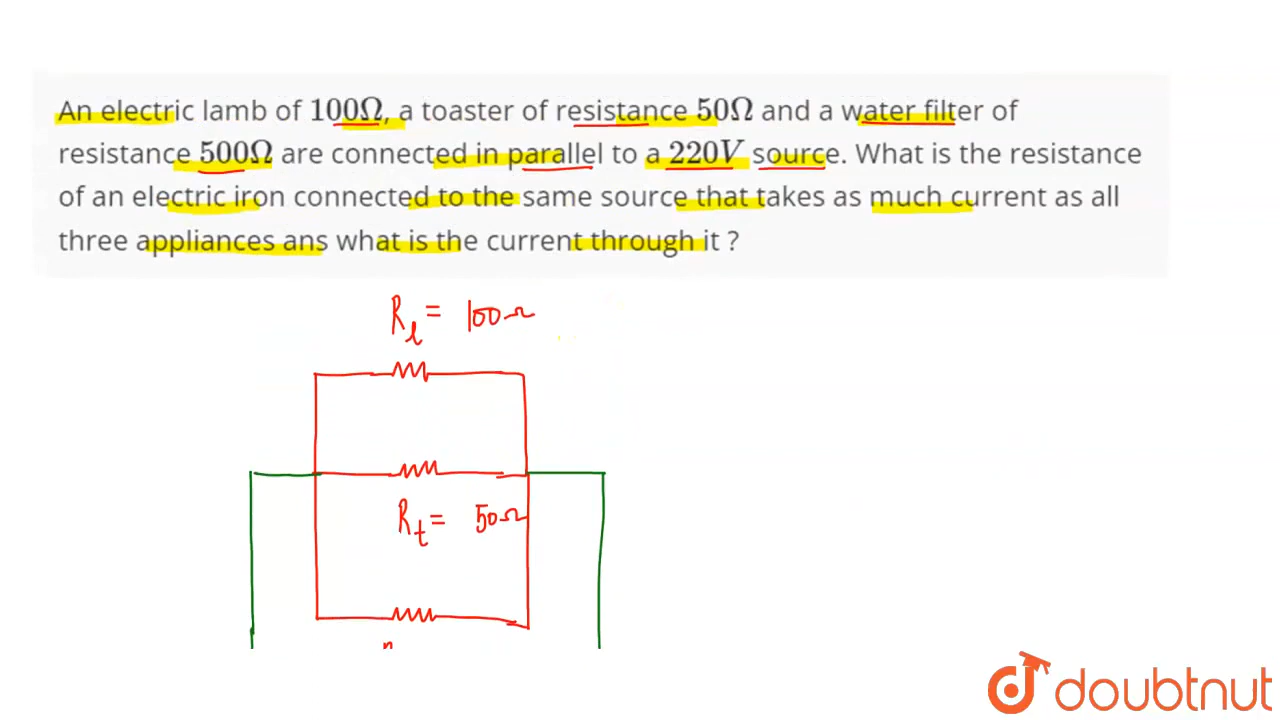 An electric lamb of 100Ω, a toaster of resistance 50Ω and a water filter of
resistance 500Ω are connected in parallel to a 220V source. What is the resistance
of an electric iron connected to the same source that takes as much current as all
three appliances ans what is the current through it ?
R_l = 100Ω
R_t = 50Ω
doubtnut